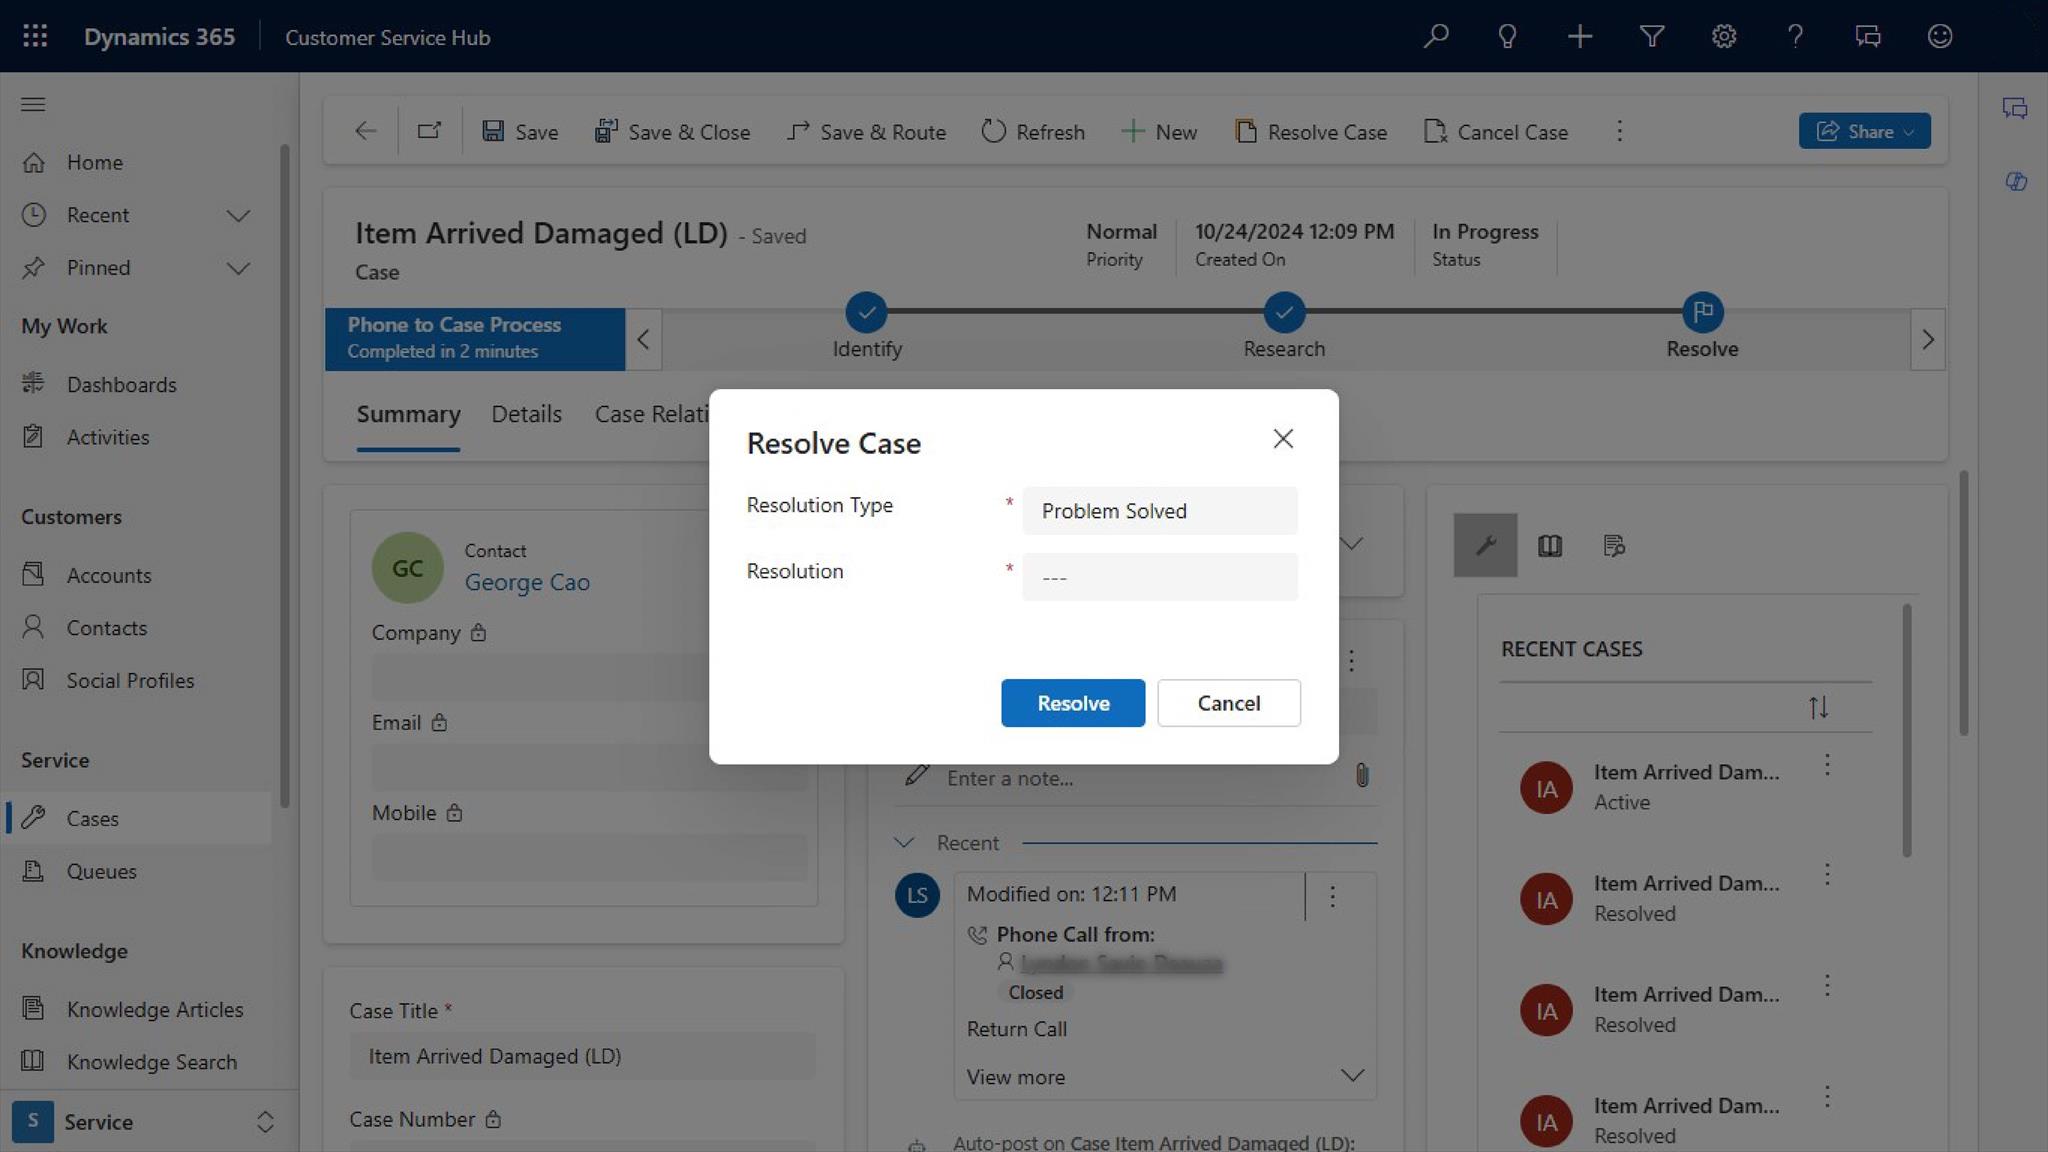 Dynamics 365
Customer Service Hub
Home
Recent
Pinned
My Work
Dashboards
Activities
Customers
Accounts
Contacts
Social Profiles
Service
Cases
Queues
Knowledge
Knowledge Articles
Knowledge Search
S Service
Save
Save & Close
Save & Route
Refresh
New
Resolve Case
Cancel Case
Share
Item Arrived Damaged (LD) - Saved
Case
Normal
Priority
10/24/2024 12:09 PM
Created On
In Progress
Status
Phone to Case Process
Completed in 2 minutes
Identify
Research
Resolve
Summary
Details
Case Relati
Resolve Case
Resolution Type *
Problem Solved
Resolution *
---
Resolve
Cancel
GC
Contact
George Cao
Company
Email
Mobile
Case Title *
Item Arrived Damaged (LD)
Case Number
Enter a note...
Recent
LS
Modified on: 12:11 PM
Phone Call from:
Closed
Return Call
View more
Auto-post on Case Item Arrived Damaged (LD):
RECENT CASES
IA
Item Arrived Dam...
Active
IA
Item Arrived Dam...
Resolved
IA
Item Arrived Dam...
Resolved
IA
Item Arrived Dam...
Resolved